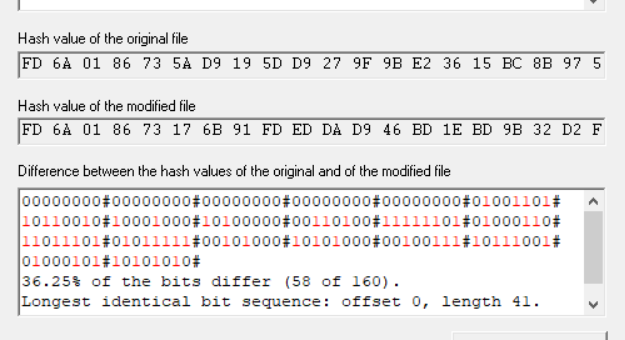 Hash value of the original file
FD 6A 01 86 73 5A D9 19 5D D9 27 9F 9B E2 36 15 BC 8B 97 5
Hash value of the modified file
FD 6A 01 86 73 17 6B 91 FD ED DA D9 46 BD 1E BD 9B 32 D2 F
Difference between the hash values of the original and of the modified file
00000000#00000000#00000000#00000000#00000000#01001101#
10110010#10001000#10100000#00110100#11111101#01000110#
11011101#01011111#00101000#10101000#00100111#10111001#
01000101#10101010#
36.25% of the bits differ (58 of 160).
Longest identical bit sequence: offset 0, length 41.